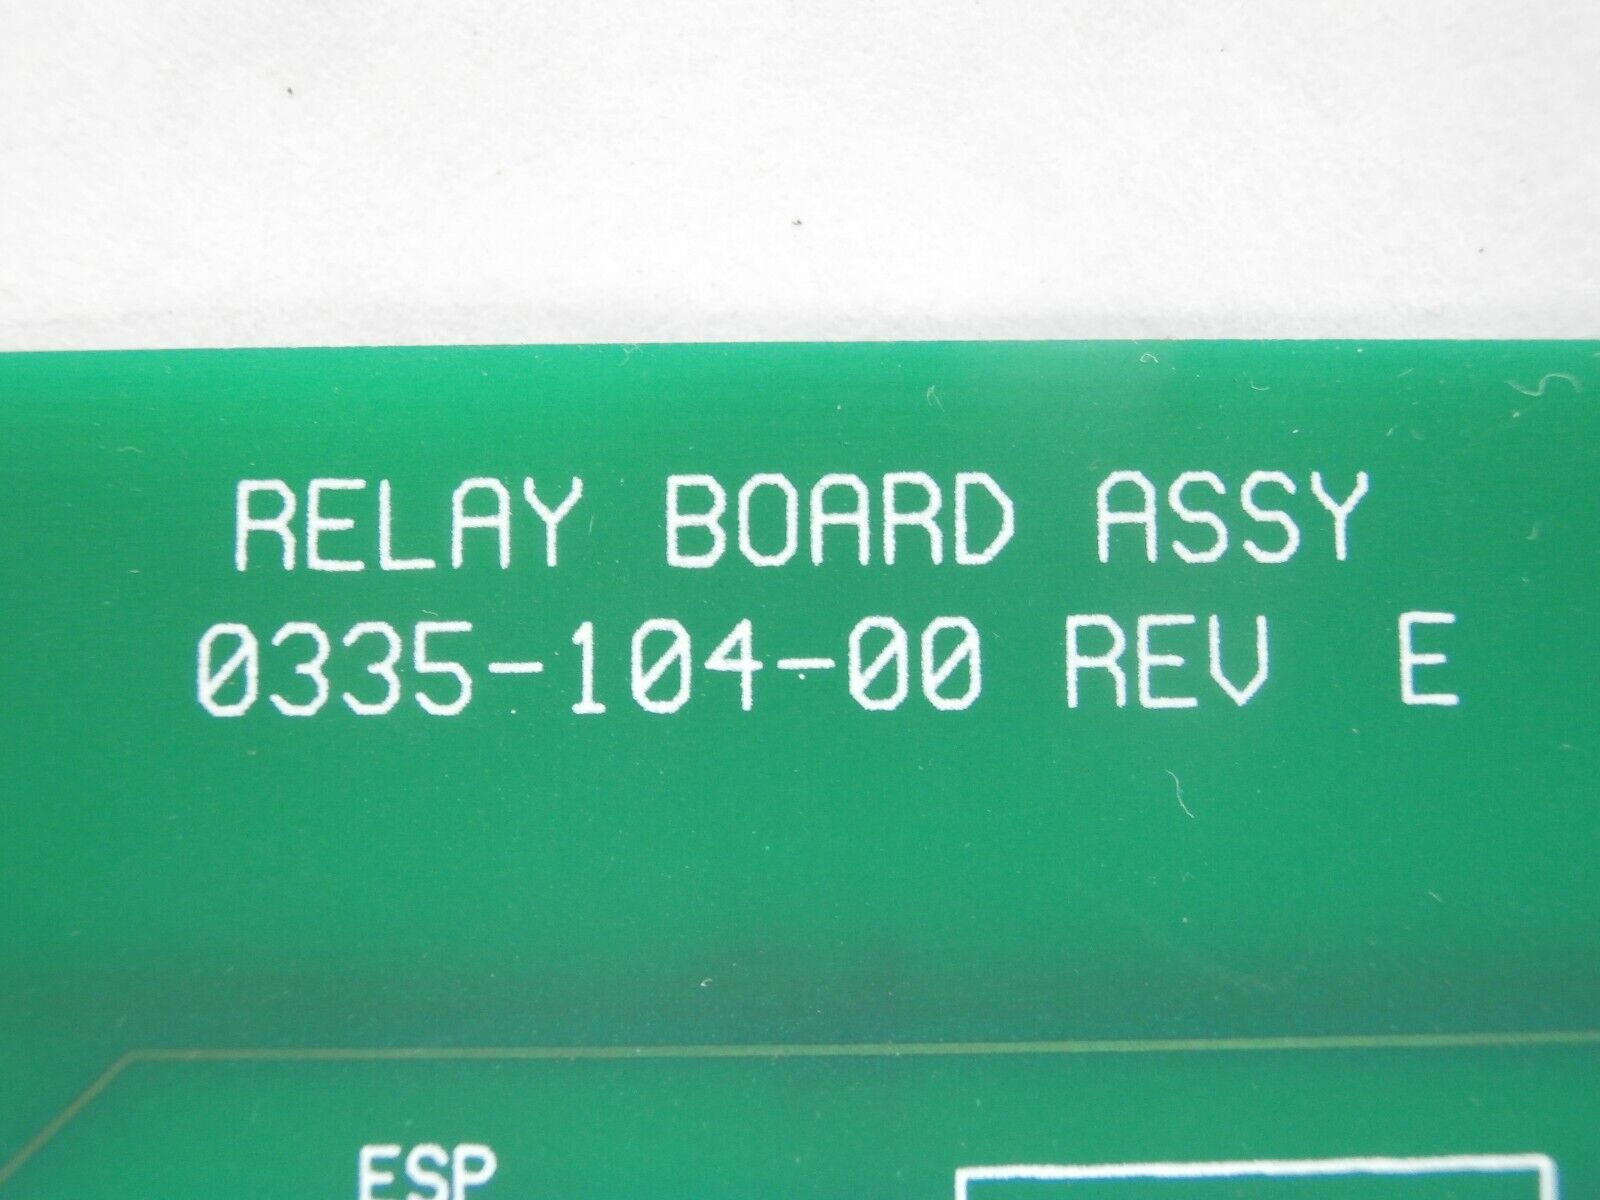 RELAY BOARD ASSY
0335-104-00 REV E
ESP